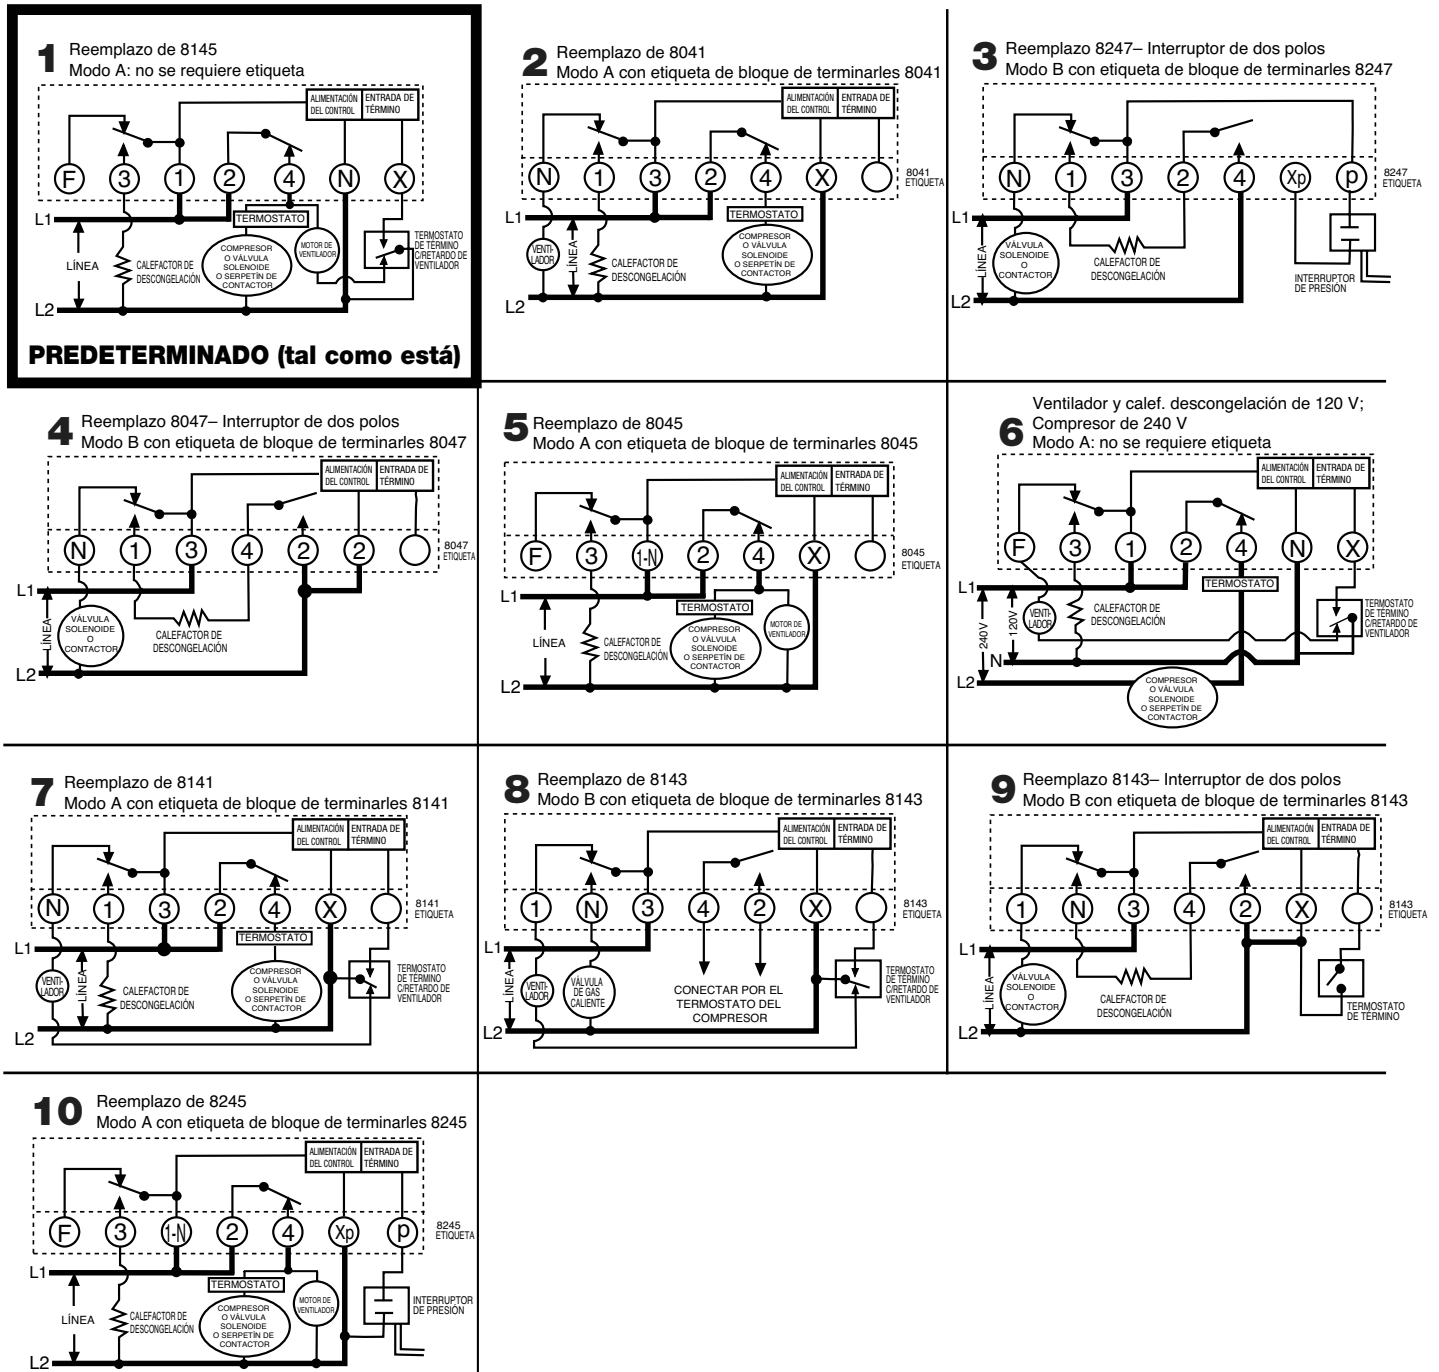 1 Reemplazo de 8145
Modo A: no se requiere etiqueta
ALIMENTACIÓN DEL CONTROL
ENTRADA DE TÉRMINO
F 3 1 2 4 N X
L1
TERMOSTATO
LÍNEA
CALEFACTOR DE
DESCONGELACIÓN
COMPRESOR
O VÁLVULA
SOLENOIDE
O SERPETÍN DE
CONTACTOR
MOTOR DE
VENTILADOR
TERMOSTATO
DE TÉRMINO
C/RETARDO DE
VENTILADOR
L2
PREDETERMINADO (tal como está)
2 Reemplazo de 8041
Modo A con etiqueta de bloque de terminarles 8041
ALIMENTACIÓN DEL CONTROL
ENTRADA DE TÉRMINO
N 1 3 2 4 X
8041
ETIQUETA
L1
TERMOSTATO
VENTI-
LADOR
LÍNEA
CALEFACTOR DE
DESCONGELACIÓN
COMPRESOR
O VÁLVULA
SOLENOIDE
O SERPETÍN DE
CONTACTOR
L2
3 Reemplazo 8247– Interruptor de dos polos
Modo B con etiqueta de bloque de terminarles 8247
N 1 3 2 4 Xp p
8247
ETIQUETA
L1
LÍNEA
VÁLVULA
SOLENOIDE
O
CONTACTOR
CALEFACTOR DE
DESCONGELACIÓN
INTERRUPTOR
DE PRESIÓN
L2
4 Reemplazo 8047– Interruptor de dos polos
Modo B con etiqueta de bloque de terminarles 8047
ALIMENTACIÓN DEL CONTROL
ENTRADA DE TÉRMINO
N 1 3 4 2 2
8047
ETIQUETA
L1
LÍNEA
VÁLVULA
SOLENOIDE
O
CONTACTOR
CALEFACTOR DE
DESCONGELACIÓN
L2
5 Reemplazo de 8045
Modo A con etiqueta de bloque de terminarles 8045
ALIMENTACIÓN DEL CONTROL
ENTRADA DE TÉRMINO
F 3 1-N 2 4 X
8045
ETIQUETA
L1
TERMOSTATO
LÍNEA
CALEFACTOR DE
DESCONGELACIÓN
COMPRESOR
O VÁLVULA
SOLENOIDE
O SERPETÍN DE
CONTACTOR
MOTOR DE
VENTILADOR
L2
6 Ventilador y calef. descongelación de 120 V;
Compresor de 240 V
Modo A: no se requiere etiqueta
ALIMENTACIÓN DEL CONTROL
ENTRADA DE TÉRMINO
F 3 1 2 4 N X
L1
TERMOSTATO
240V
120V
VENTI-
LADOR
CALEFACTOR DE
DESCONGELACIÓN
TERMOSTATO
DE TÉRMINO
C/RETARDO DE
VENTILADOR
N
L2
COMPRESOR
O VÁLVULA
SOLENOIDE
O SERPETÍN DE
CONTACTOR
7 Reemplazo de 8141
Modo A con etiqueta de bloque de terminarles 8141
ALIMENTACIÓN DEL CONTROL
ENTRADA DE TÉRMINO
N 1 3 2 4 X
8141
ETIQUETA
L1
TERMOSTATO
VENTI-
LADOR
LÍNEA
CALEFACTOR DE
DESCONGELACIÓN
COMPRESOR
O VÁLVULA
SOLENOIDE
O SERPETÍN DE
CONTACTOR
TERMOSTATO
DE TÉRMINO
C/RETARDO DE
VENTILADOR
L2
8 Reemplazo de 8143
Modo B con etiqueta de bloque de terminarles 8143
ALIMENTACIÓN DEL CONTROL
ENTRADA DE TÉRMINO
1 N 3 4 2 X
8143
ETIQUETA
L1
LÍNEA
VENTI-
LADOR
VÁLVULA
DE GAS
CALIENTE
CONECTAR POR EL
TERMOSTATO DEL
COMPRESOR
TERMOSTATO
DE TÉRMINO
C/RETARDO DE
VENTILADOR
L2
9 Reemplazo 8143– Interruptor de dos polos
Modo B con etiqueta de bloque de terminarles 8143
ALIMENTACIÓN DEL CONTROL
ENTRADA DE TÉRMINO
1 N 3 4 2 X
8143
ETIQUETA
L1
LÍNEA
VÁLVULA
SOLENOIDE
O
CONTACTOR
CALEFACTOR DE
DESCONGELACIÓN
TERMOSTATO
DE TÉRMINO
L2
10 Reemplazo de 8245
Modo A con etiqueta de bloque de terminarles 8245
ALIMENTACIÓN DEL CONTROL
ENTRADA DE TÉRMINO
F 3 1-N 2 4 Xp p
8245
ETIQUETA
L1
TERMOSTATO
LÍNEA
CALEFACTOR DE
DESCONGELACIÓN
COMPRESOR
O VÁLVULA
SOLENOIDE
O SERPETÍN DE
CONTACTOR
MOTOR DE
VENTILADOR
INTERRUPTOR
DE PRESIÓN
L2